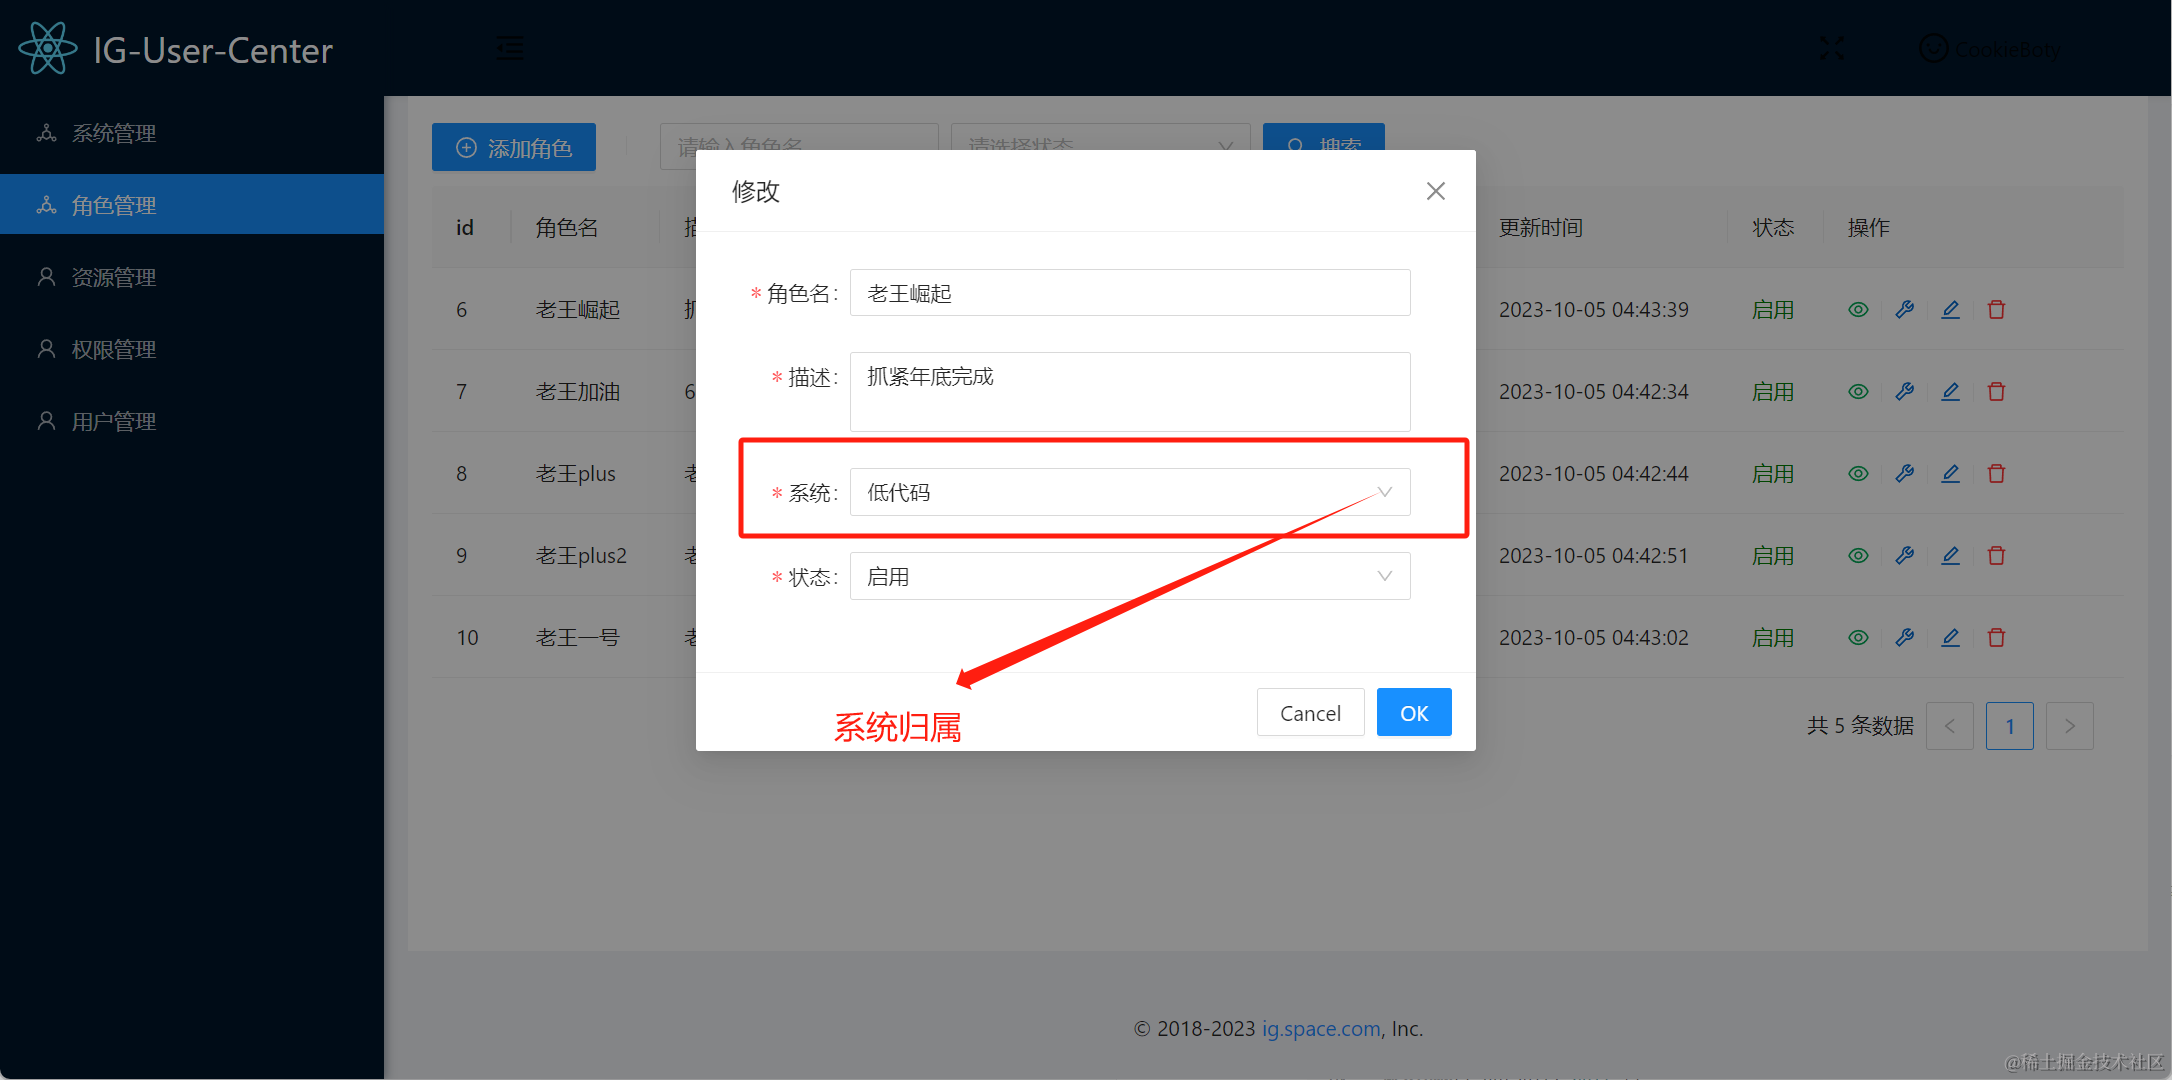 IG-User-Center
CookieBoty
系统管理
角色管理
资源管理
权限管理
用户管理
添加角色
请输入角色名
请选择状态
搜索
id 角色名 更新时间 状态 操作
6 老王崛起 2023-10-05 04:43:39 启用
7 老王加油 6 2023-10-05 04:42:34 启用
8 老王plus 2023-10-05 04:42:44 启用
9 老王plus2 2023-10-05 04:42:51 启用
10 老王一号 2023-10-05 04:43:02 启用
共 5 条数据 < 1 >
修改
* 角色名: 老王崛起
* 描述: 抓紧年底完成
* 系统: 低代码
* 状态: 启用
系统归属
Cancel OK
© 2018-2023 ig.space.com, Inc.
@稀土掘金技术社区